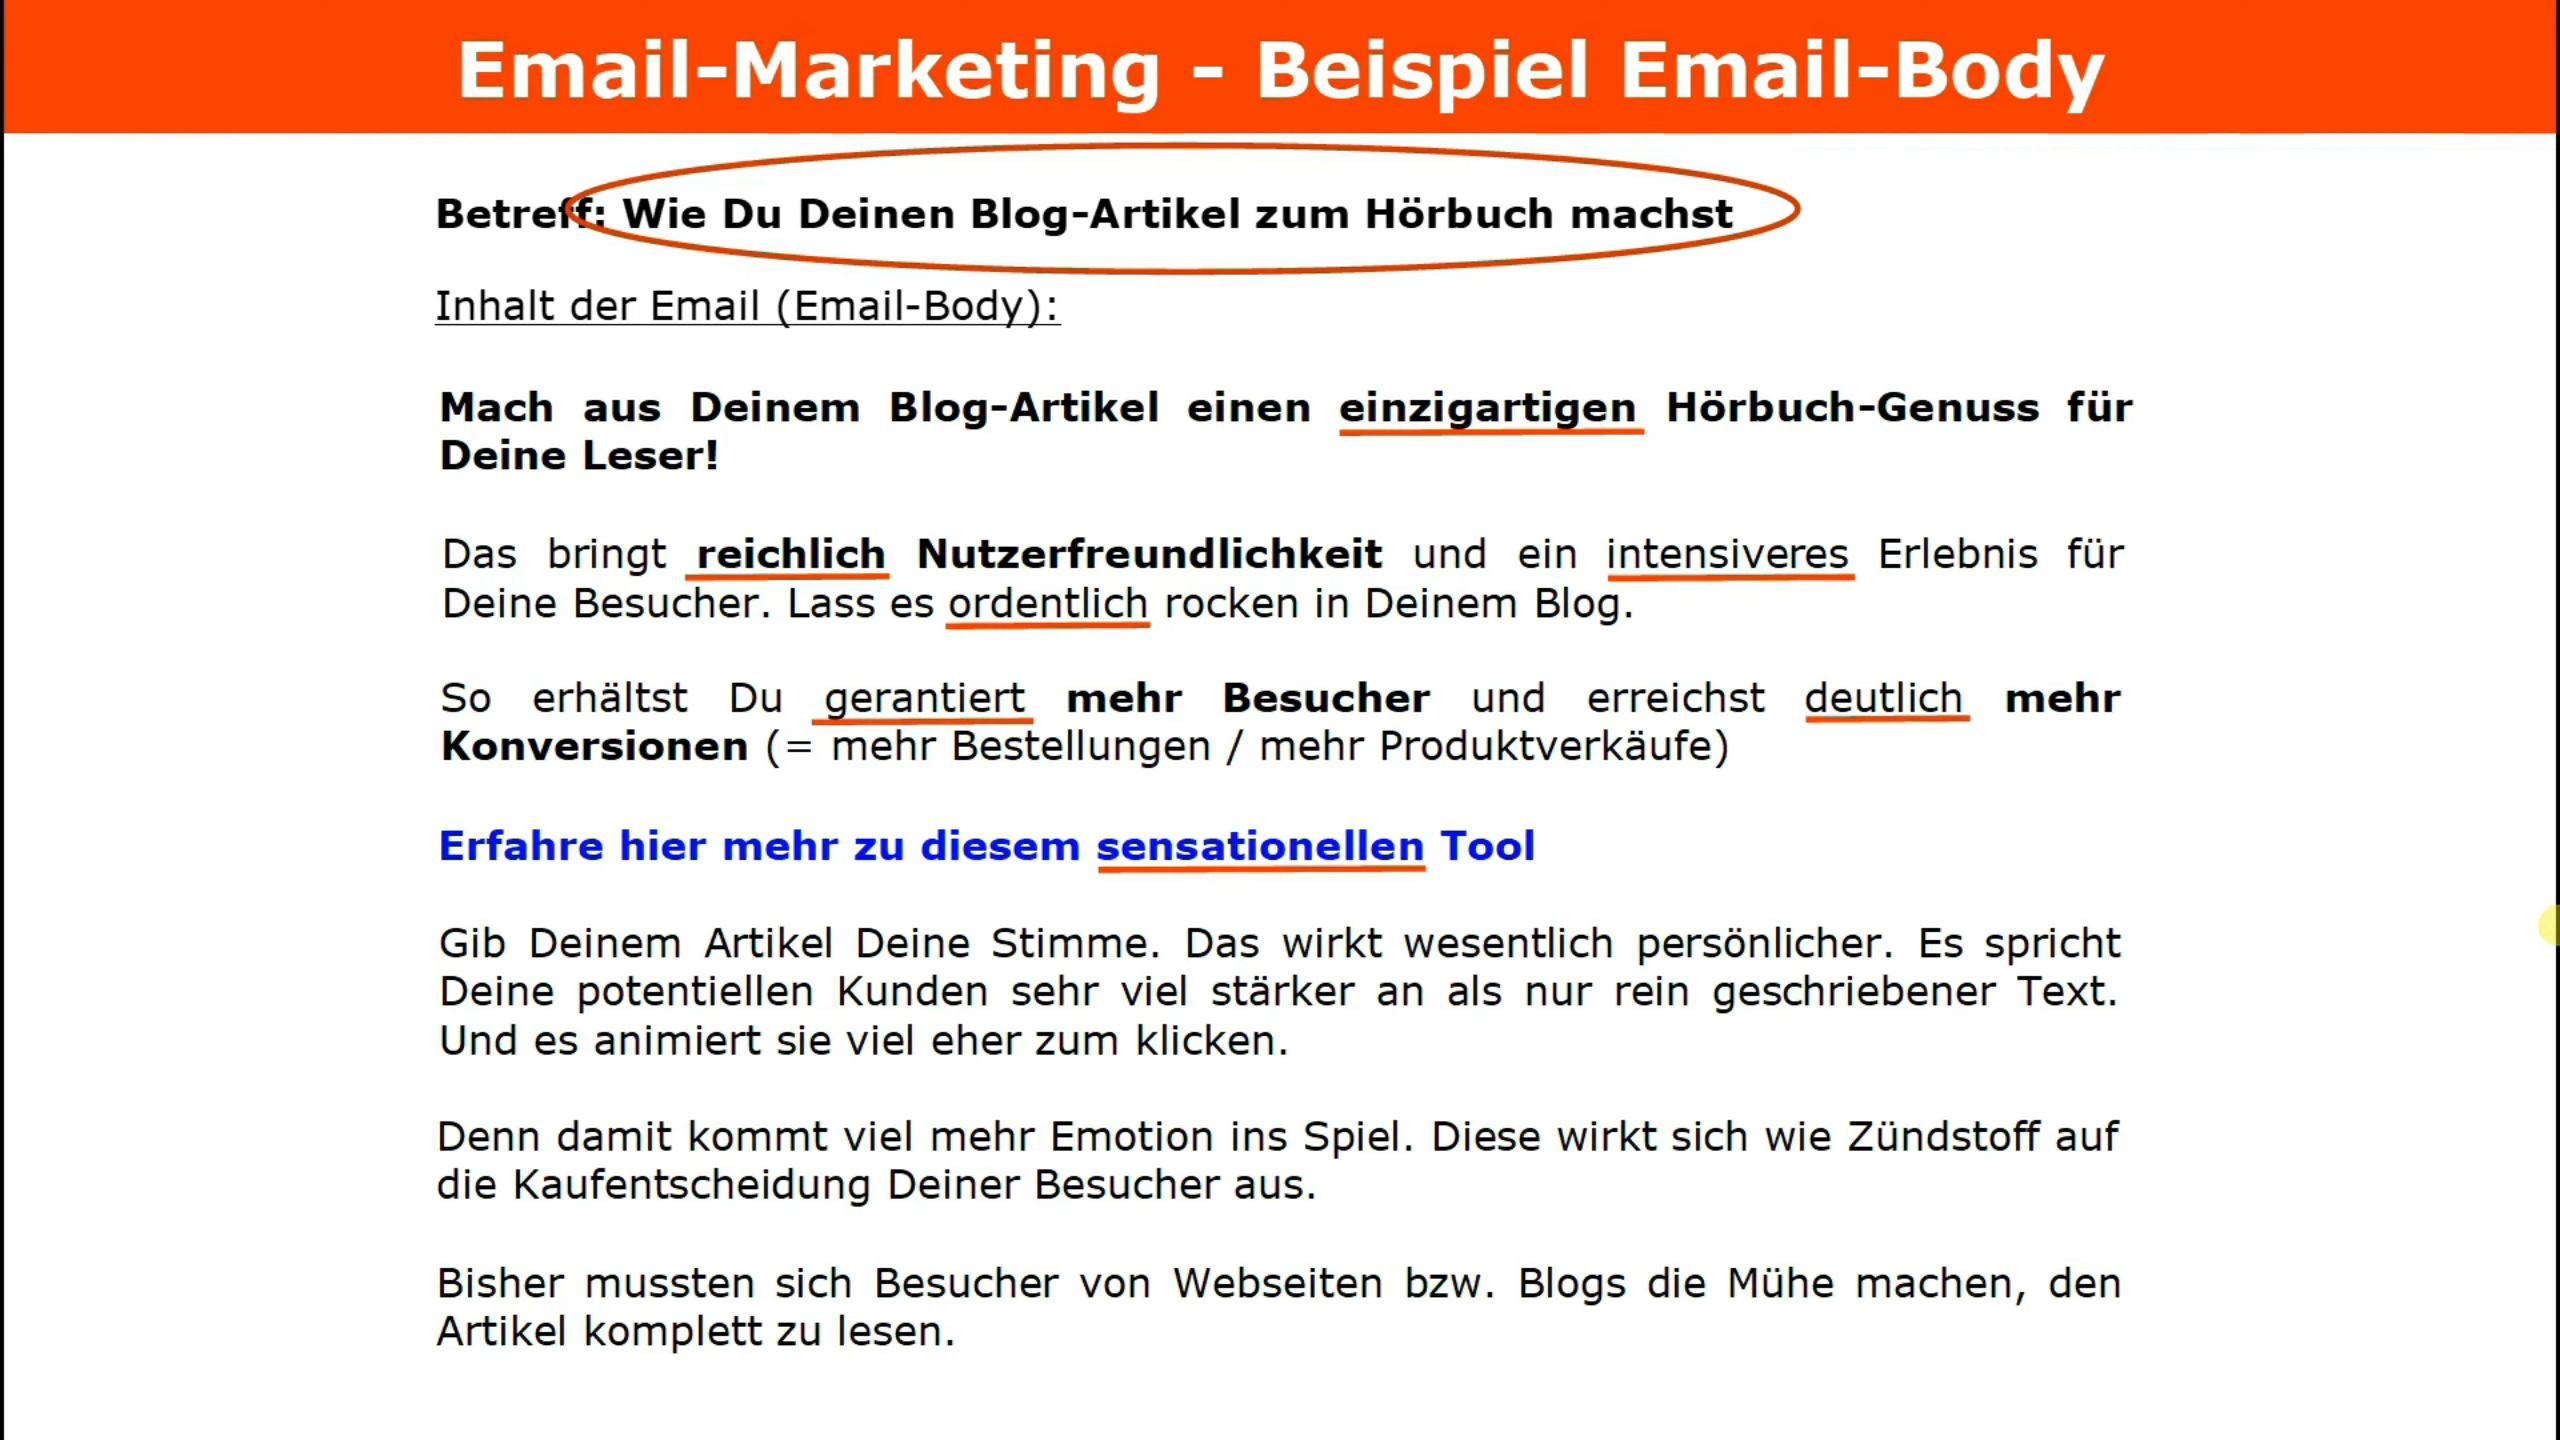 Email-Marketing - Beispiel Email-Body
Betreff: Wie Du Deinen Blog-Artikel zum Hörbuch machst
Inhalt der Email (Email-Body):
Mach aus Deinem Blog-Artikel einen einzigartigen Hörbuch-Genuss für
Deine Leser!
Das bringt reichlich Nutzerfreundlichkeit und ein intensiveres Erlebnis für
Deine Besucher. Lass es ordentlich rocken in Deinem Blog.
So erhältst Du gerantiert mehr Besucher und erreichst deutlich mehr
Konversionen (= mehr Bestellungen / mehr Produktverkäufe)
Erfahre hier mehr zu diesem sensationellen Tool
Gib Deinem Artikel Deine Stimme. Das wirkt wesentlich persönlicher. Es spricht
Deine potentiellen Kunden sehr viel stärker an als nur rein geschriebener Text.
Und es animiert sie viel eher zum klicken.
Denn damit kommt viel mehr Emotion ins Spiel. Diese wirkt sich wie Zündstoff auf
die Kaufentscheidung Deiner Besucher aus.
Bisher mussten sich Besucher von Webseiten bzw. Blogs die Mühe machen, den
Artikel komplett zu lesen.